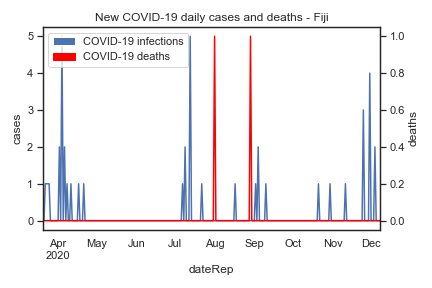 New COVID-19 daily cases and deaths - Fiji
COVID-19 infections
COVID-19 deaths
cases
5
4
3
2
1
0
deaths
1.0
0.8
0.6
0.4
0.2
0.0
Apr May Jun Jul Aug Sep Oct Nov Dec
2020
dateRep